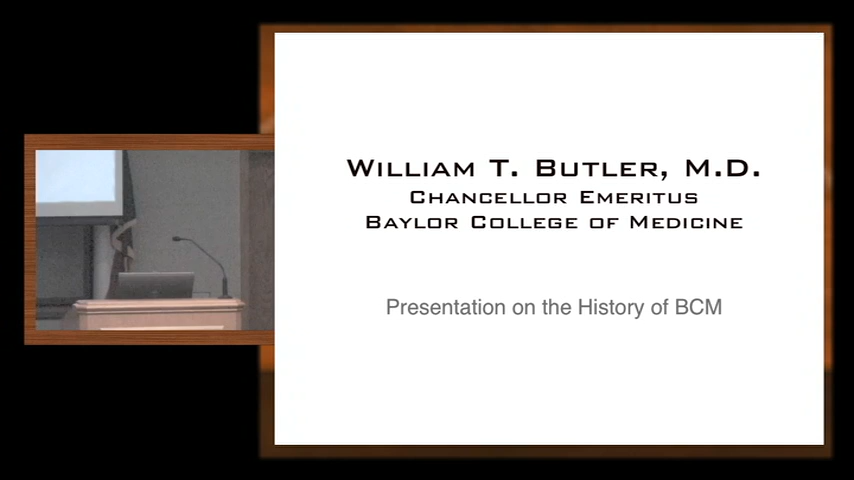 William T. Butler, M.D.
Chancellor Emeritus
Baylor College of Medicine
Presentation on the History of BCM